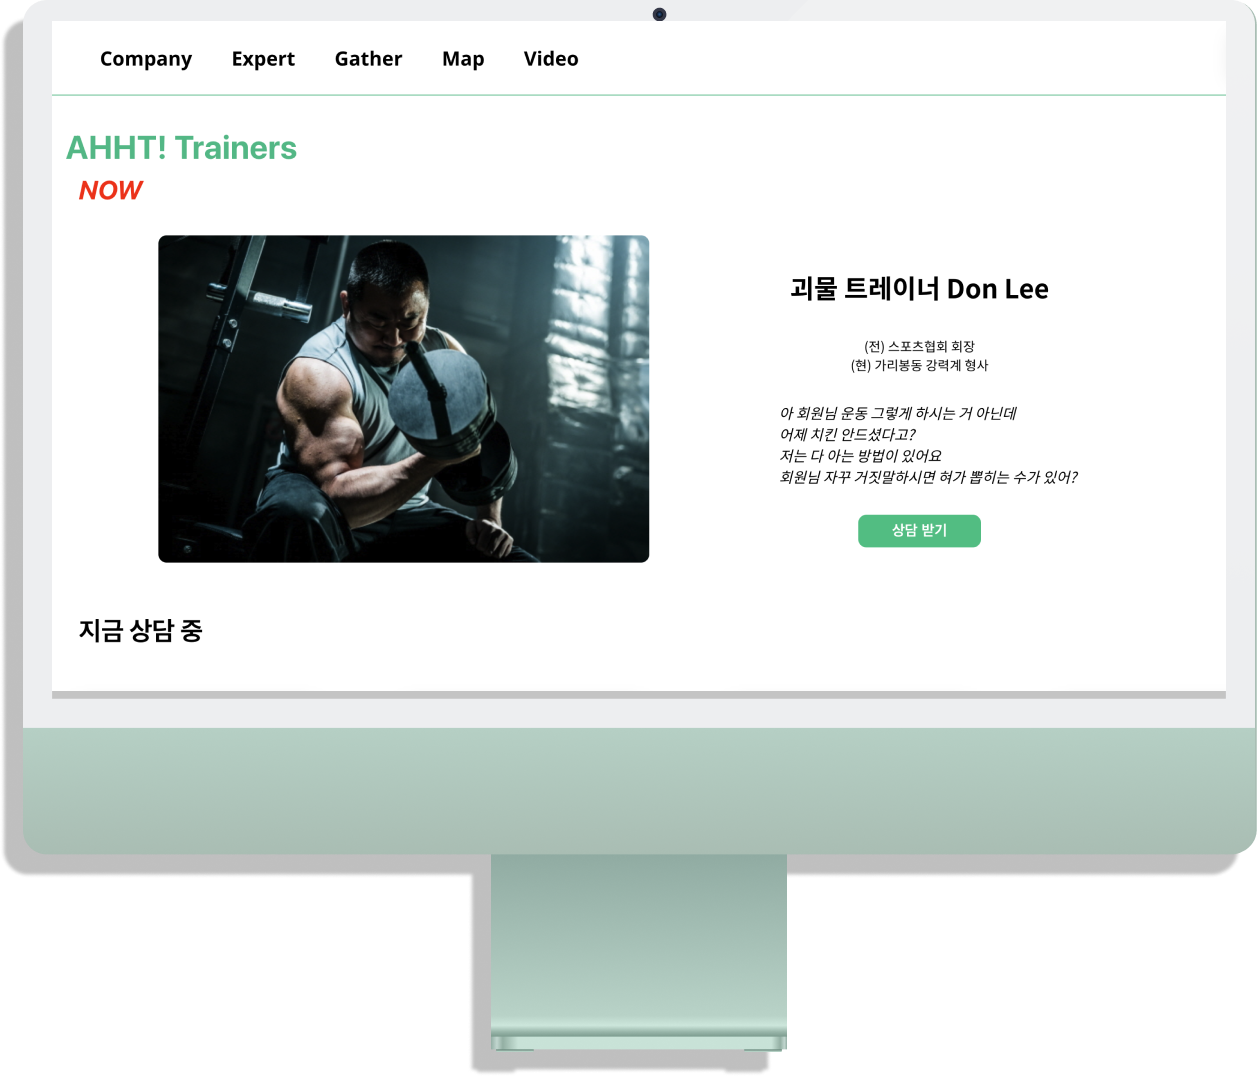 Company Expert Gather Map Video
AHHT! Trainers
NOW
괴물 트레이너 Don Lee
(전) 스포츠협회 회장
(현) 가리봉동 강력계 형사
아 회원님 운동 그렇게 하시는 거 아닌데
어제 치킨 안드셨다고?
저는 다 아는 방법이 있어요
회원님 자꾸 거짓말하시면 혀가 뽑히는 수가 있어?
상담 받기
지금 상담 중